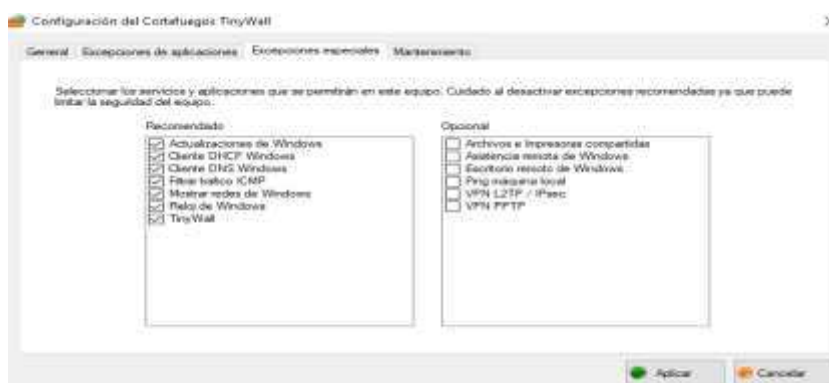 Configuración del Cortafuegos TinyWall
General Excepciones de aplicaciones Excepciones especiales Mantenimiento
Seleccionar los servicios y aplicaciones que se permitirán en este equipo. Cuidado al desactivar excepciones recomendadas ya que puede
limitar la seguridad del equipo.
Recomendado
Actualizaciones de Windows
Cliente DHCP Windows
Cliente DNS Windows
Filtrar tráfico ICMP
Mostrar redes de Windows
Reloj de Windows
TinyWall
Opcional
Archivos e Impresoras compartidas
Asistencia remota de Windows
Escritorio remoto de Windows
Ping máquina local
VPN L2TP / IPsec
VPN PPTP
Aplicar
Cancelar